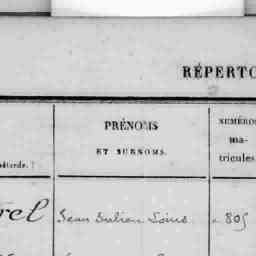 RÉPERTO
PRÉNOMS
ET SURNOMS.
NUMÉROS
ma-
tricules
rel Jean Julien Louis 805